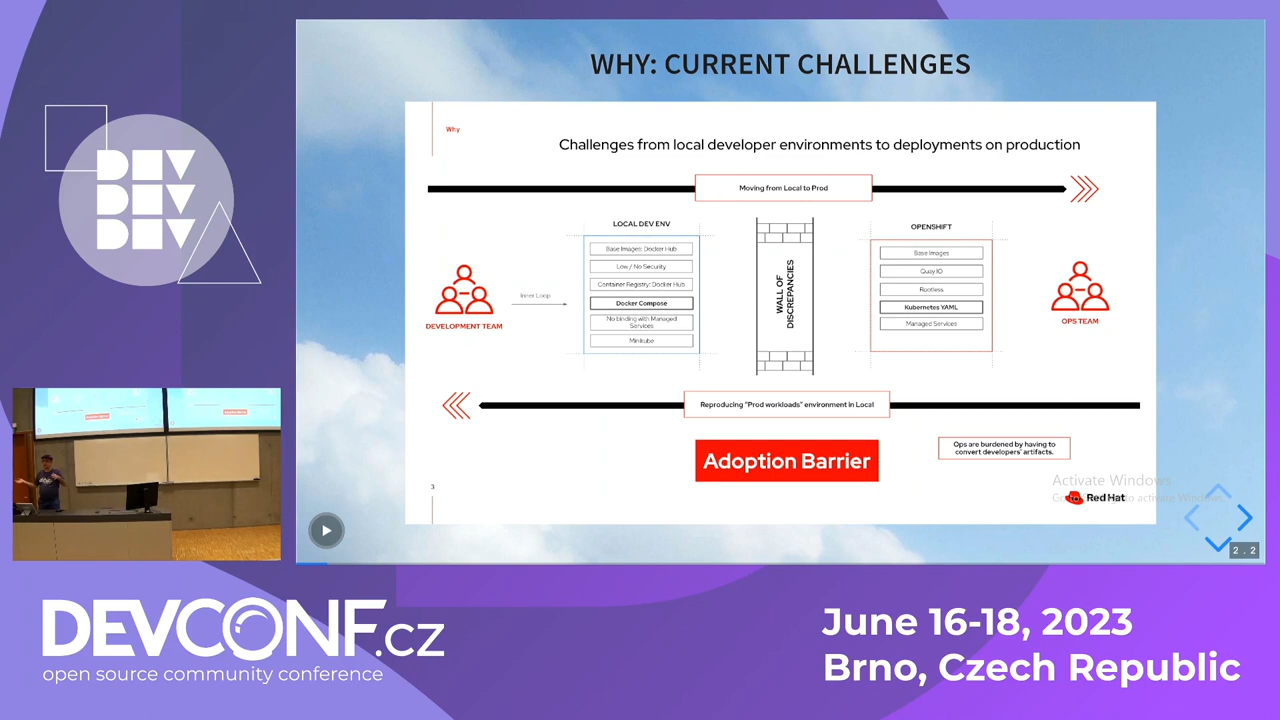 WHY: CURRENT CHALLENGES
Why
Challenges from local developer environments to deployments on production
Moving from Local to Prod
DEV
DEV
DEV
LOCAL DEV ENV
Base Images: Docker Hub
Low / No Security
Container Registry: Docker Hub
Docker Compose
No binding with Managed
Services
Minikube
Inner Loop
DEVELOPMENT TEAM
WALL OF
DISCREPANCIES
OPENSHIFT
Base Images
Quay.IO
Rootless
Kubernetes YAML
Managed Services
OPS TEAM
Reproducing "Prod workloads" environment in Local
Adoption Barrier
Ops are burdened by having to
convert developers' artifacts.
3
Red Hat
Activate Windows
to activate Windows.
2 . 2
DEVCONF.cz
open source community conference
June 16-18, 2023
Brno, Czech Republic